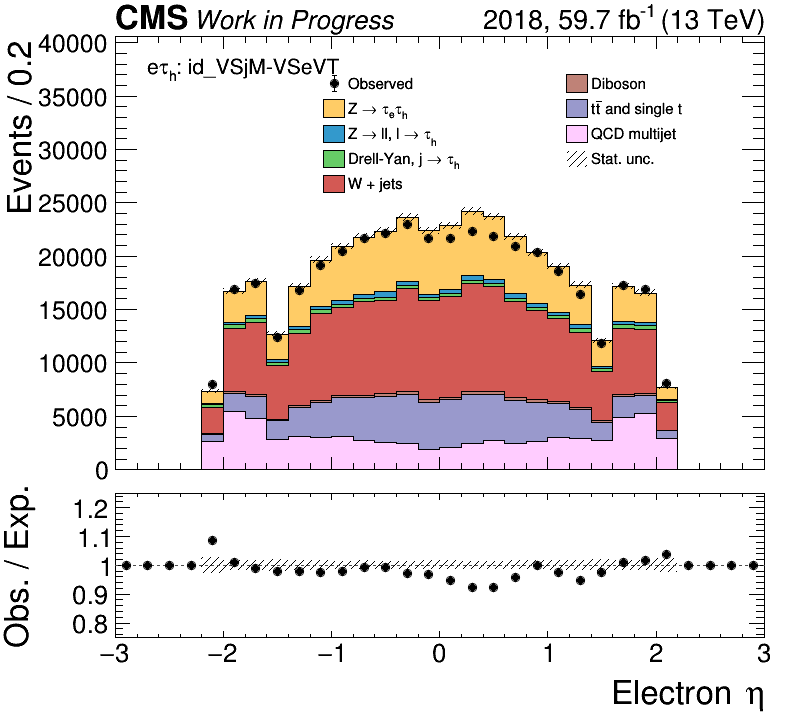 CMS Work in Progress 2018, 59.7 fb⁻¹ (13 TeV)
Events / 0.2
40000
35000
30000
25000
20000
15000
10000
5000
0
eτₕ: id_VSjM-VSeVT
Observed
Z → τₑτₕ
Z → ll, l → τₕ
Drell-Yan, j → τₕ
W + jets
Diboson
tt̄ and single t
QCD multijet
Stat. unc.
Obs. / Exp.
1.2
1.1
1
0.9
0.8
−3 −2 −1 0 1 2 3
Electron η